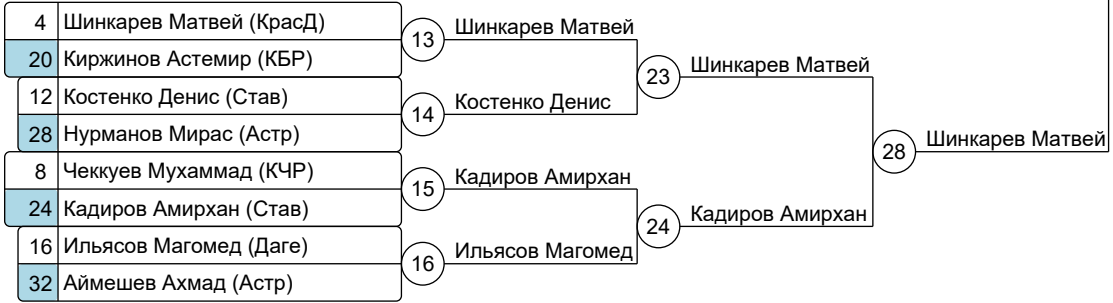 4 Шинкарев Матвей (КрасД)
20 Киржинов Астемир (КБР)
12 Костенко Денис (Став)
28 Нурманов Мирас (Астр)
8 Чеккуев Мухаммад (КЧР)
24 Кадиров Амирхан (Став)
16 Ильясов Магомед (Даге)
32 Аймешев Ахмад (Астр)
13 Шинкарев Матвей
14 Костенко Денис
15 Кадиров Амирхан
16 Ильясов Магомед
23 Шинкарев Матвей
24 Кадиров Амирхан
28 Шинкарев Матвей